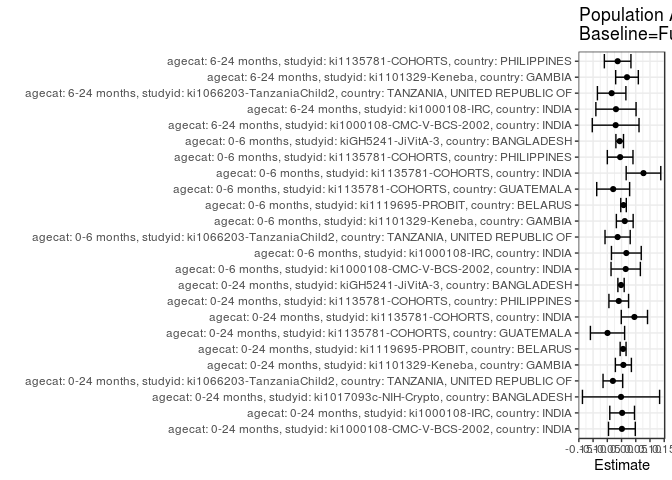 Population A
Baseline=Fu
agecat: 6-24 months, studyid: ki1135781-COHORTS, country: PHILIPPINES
agecat: 6-24 months, studyid: ki1101329-Keneba, country: GAMBIA
agecat: 6-24 months, studyid: ki1066203-TanzaniaChild2, country: TANZANIA, UNITED REPUBLIC OF
agecat: 6-24 months, studyid: ki1000108-IRC, country: INDIA
agecat: 6-24 months, studyid: ki1000108-CMC-V-BCS-2002, country: INDIA
agecat: 0-6 months, studyid: kiGH5241-JiVitA-3, country: BANGLADESH
agecat: 0-6 months, studyid: ki1135781-COHORTS, country: PHILIPPINES
agecat: 0-6 months, studyid: ki1135781-COHORTS, country: INDIA
agecat: 0-6 months, studyid: ki1135781-COHORTS, country: GUATEMALA
agecat: 0-6 months, studyid: ki1119695-PROBIT, country: BELARUS
agecat: 0-6 months, studyid: ki1101329-Keneba, country: GAMBIA
agecat: 0-6 months, studyid: ki1066203-TanzaniaChild2, country: TANZANIA, UNITED REPUBLIC OF
agecat: 0-6 months, studyid: ki1000108-IRC, country: INDIA
agecat: 0-6 months, studyid: ki1000108-CMC-V-BCS-2002, country: INDIA
agecat: 0-24 months, studyid: kiGH5241-JiVitA-3, country: BANGLADESH
agecat: 0-24 months, studyid: ki1135781-COHORTS, country: PHILIPPINES
agecat: 0-24 months, studyid: ki1135781-COHORTS, country: INDIA
agecat: 0-24 months, studyid: ki1135781-COHORTS, country: GUATEMALA
agecat: 0-24 months, studyid: ki1119695-PROBIT, country: BELARUS
agecat: 0-24 months, studyid: ki1101329-Keneba, country: GAMBIA
agecat: 0-24 months, studyid: ki1066203-TanzaniaChild2, country: TANZANIA, UNITED REPUBLIC OF
agecat: 0-24 months, studyid: ki1017093c-NIH-Crypto, country: BANGLADESH
agecat: 0-24 months, studyid: ki1000108-IRC, country: INDIA
agecat: 0-24 months, studyid: ki1000108-CMC-V-BCS-2002, country: INDIA
Estimate